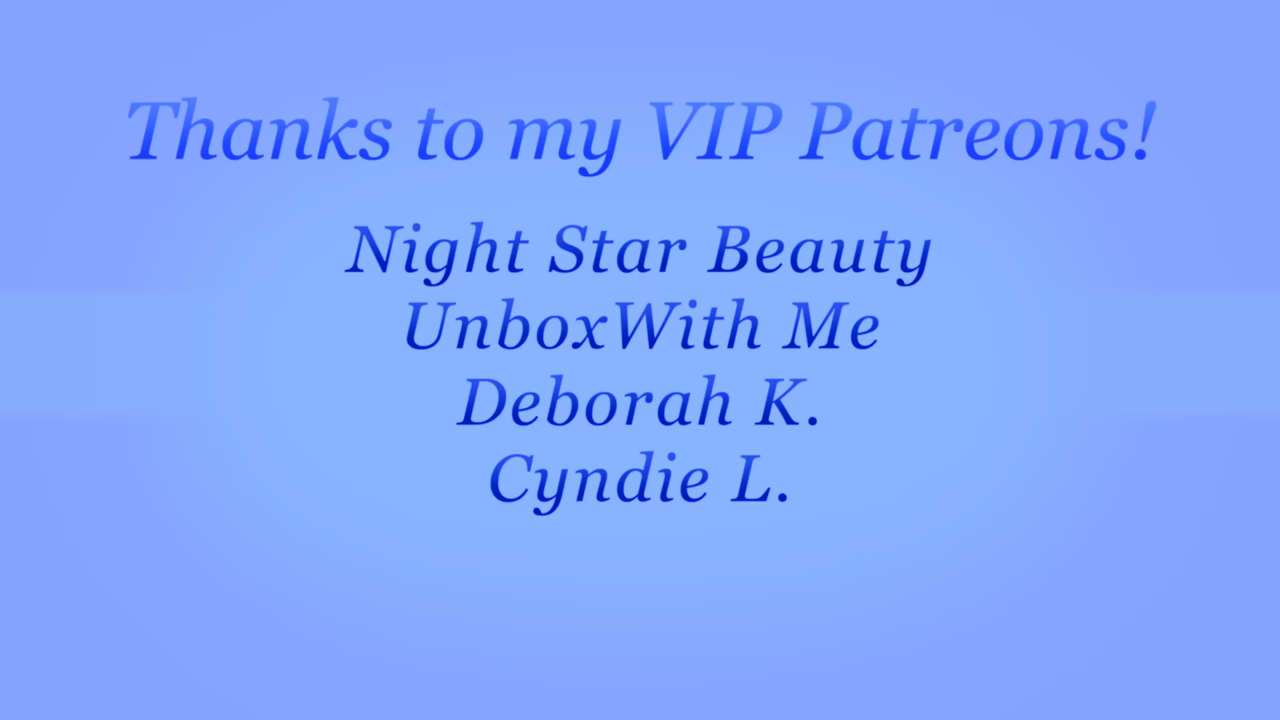 Thanks to my VIP Patreons!
Night Star Beauty
UnboxWith Me
Deborah K.
Cyndie L.